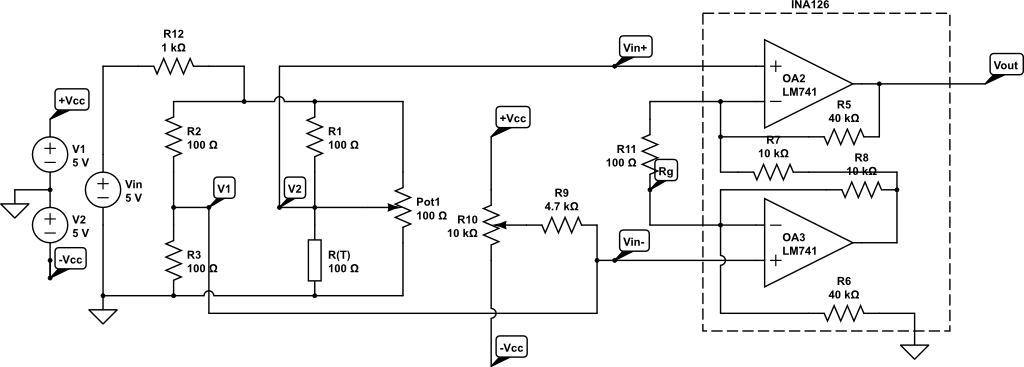 INA126
R12
1 kΩ
Vin+
Vout
+Vcc
+Vcc
OA2
LM741
R5
40 kΩ
R2
100 Ω
R1
100 Ω
R11
100 Ω
R7
10 kΩ
R8
10 kΩ
V1
5 V
Rg
Vin
5 V
V1
V2
Pot1
100 Ω
R9
4.7 kΩ
R10
10 kΩ
V2
5 V
Vin-
OA3
LM741
-Vcc
R3
100 Ω
R(T)
100 Ω
R6
40 kΩ
-Vcc